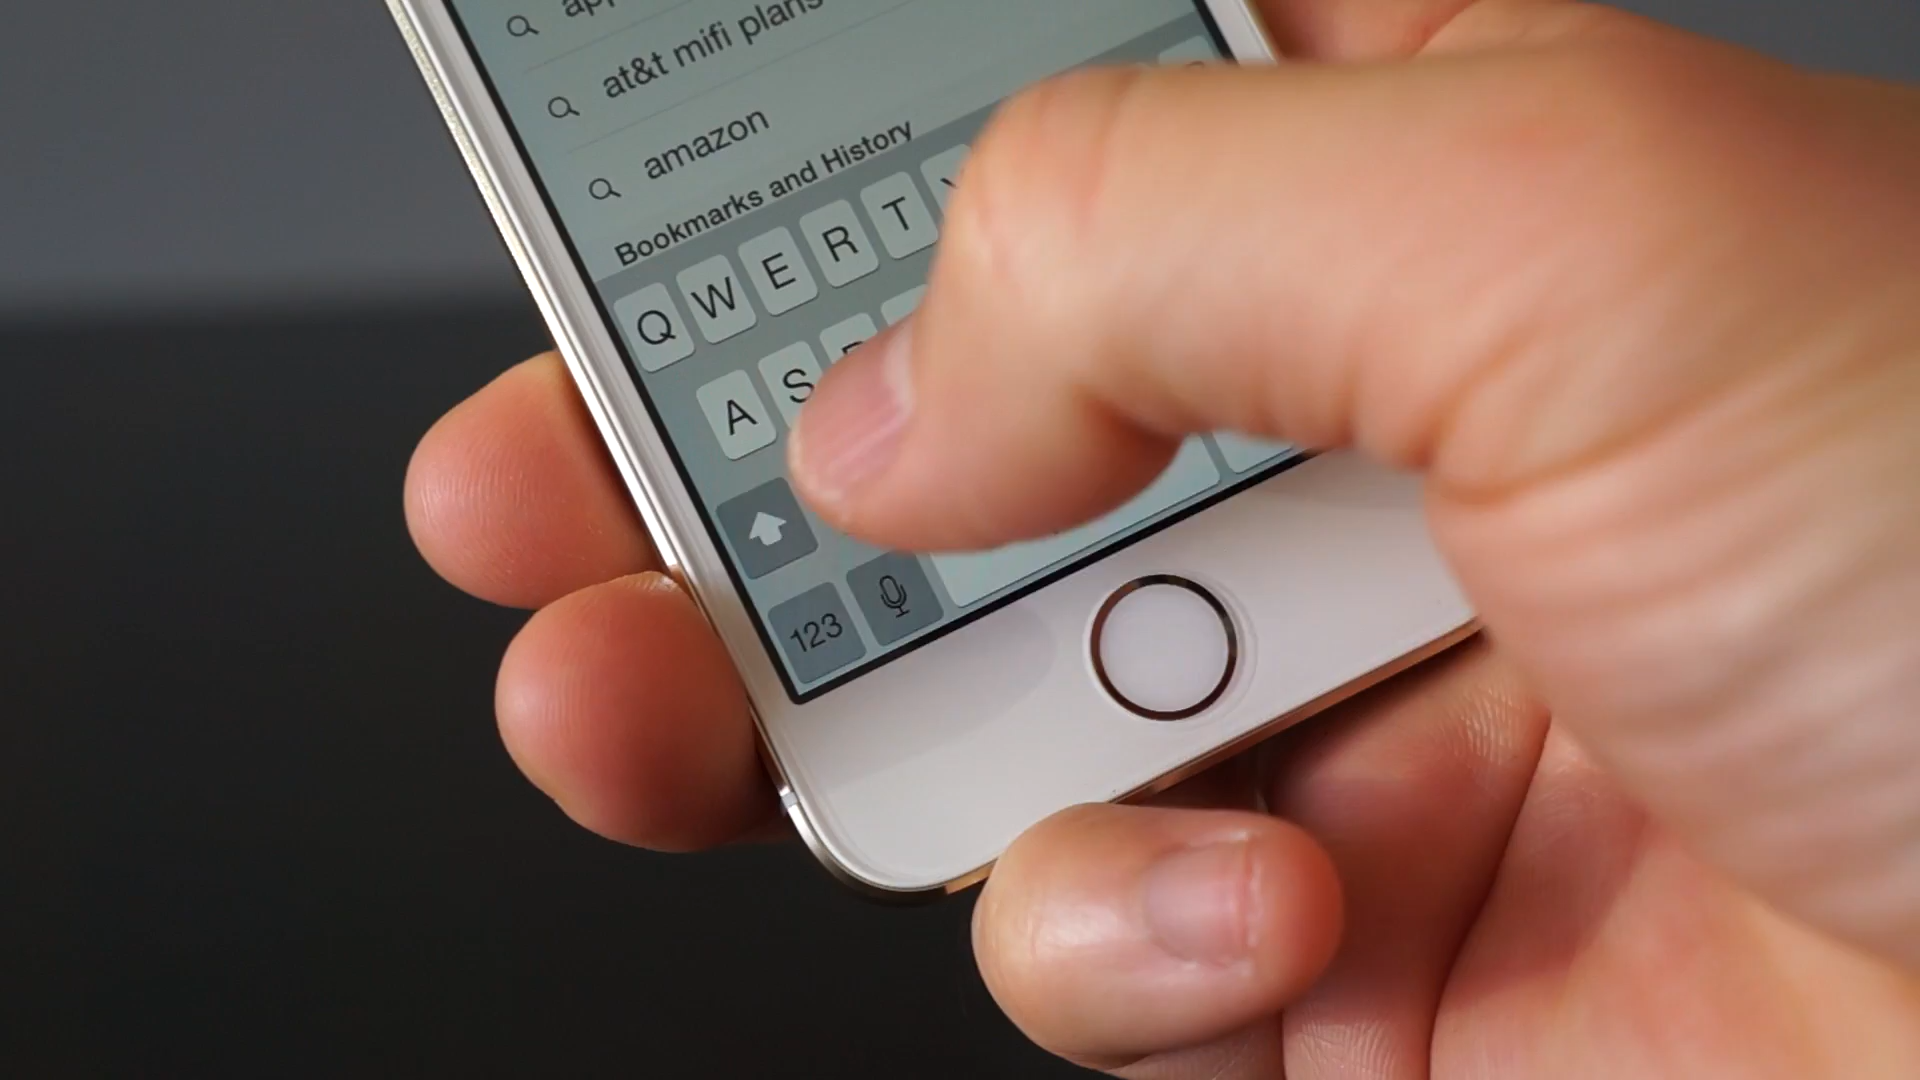 at&t mifi plans
amazon
Bookmarks and History
Q W E R T
A S
123